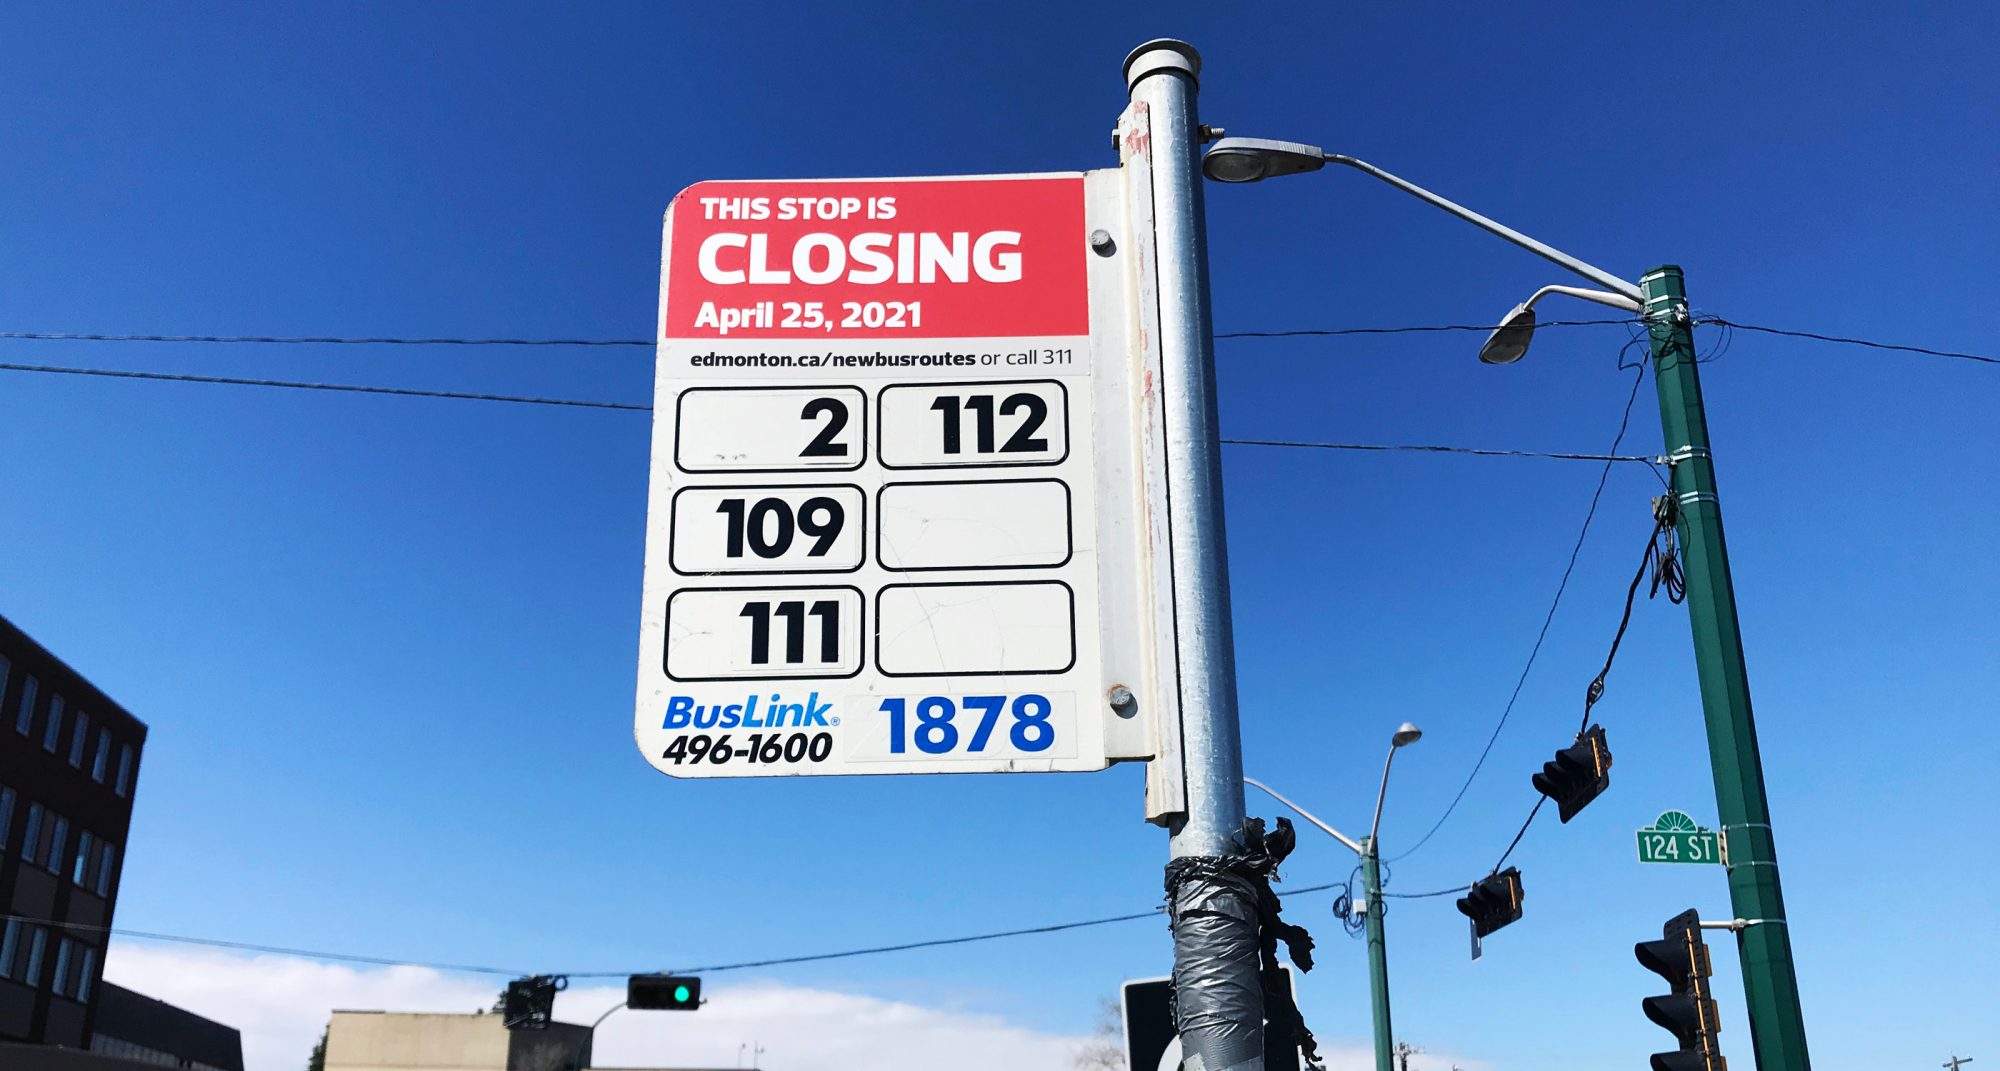 THIS STOP IS
CLOSING
April 25, 2021
edmonton.ca/newbusroutes or call 311
2 112
109
111
BusLink® 1878
496-1600
124 ST